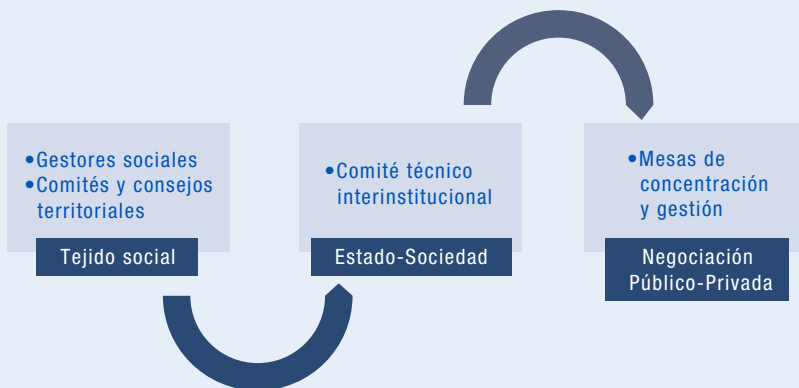 •Gestores sociales
•Comités y consejos
territoriales
Tejido social
•Comité técnico
interinstitucional
Estado-Sociedad
•Mesas de
concentración
y gestión
Negociación
Público-Privada